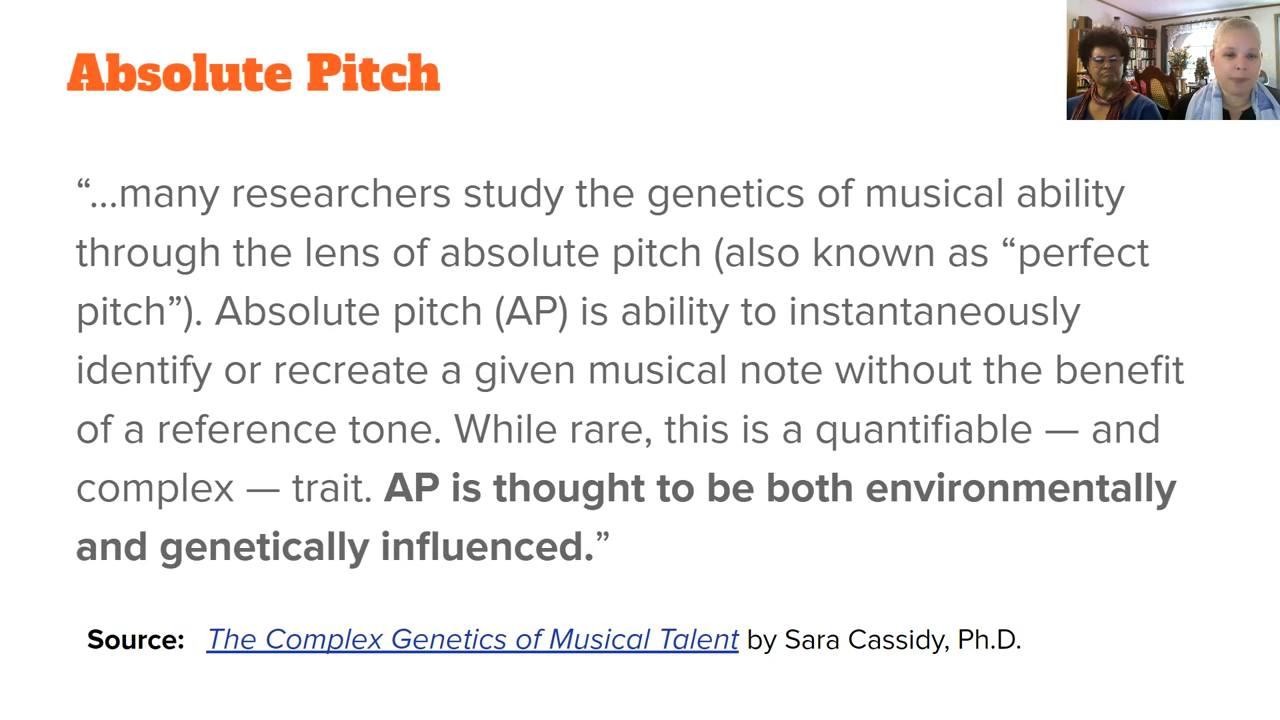 Absolute Pitch
“...many researchers study the genetics of musical ability
through the lens of absolute pitch (also known as “perfect
pitch”). Absolute pitch (AP) is ability to instantaneously
identify or recreate a given musical note without the benefit
of a reference tone. While rare, this is a quantifiable — and
complex — trait. AP is thought to be both environmentally
and genetically influenced.”
Source: The Complex Genetics of Musical Talent by Sara Cassidy, Ph.D.